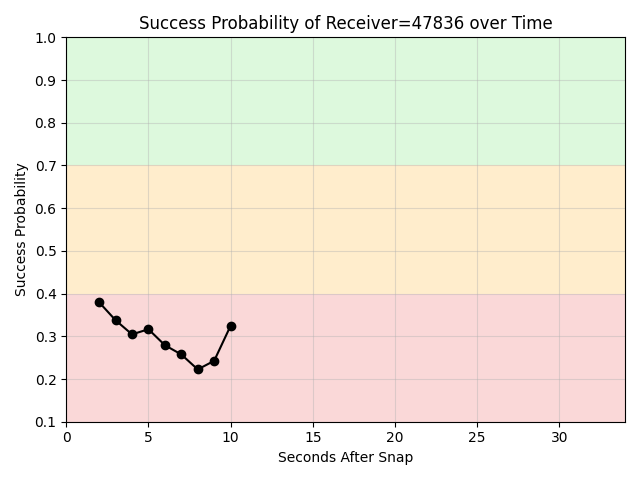 Success Probability of Receiver=47836 over Time
1.0
0.9
0.8
0.7
0.6
0.5
0.4
0.3
0.2
0.1
Success Probability
0 5 10 15 20 25 30
Seconds After Snap